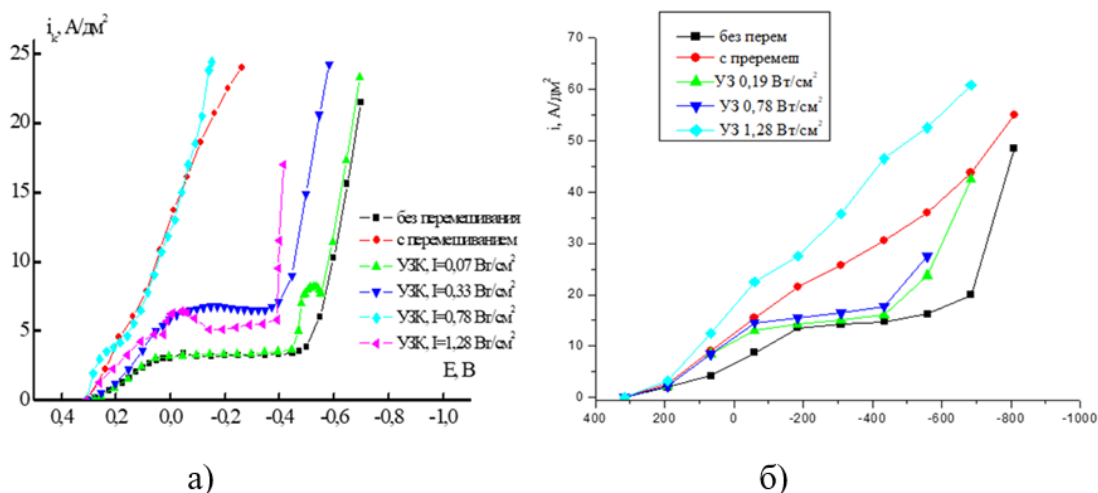 iк, А/дм²
25
20
15
10
5
0
0,4 0,2 0,0 -0,2 -0,4 -0,6 -0,8 -1,0
Е, В
без перемешивания
с перемешиванием
УЗК, I=0,07 Вт/см²
УЗК, I=0,33 Вт/см²
УЗК, I=0,78 Вт/см²
УЗК, I=1,28 Вт/см²
а)
без перем
с преремеш
УЗ 0,19 Вт/см²
УЗ 0,78 Вт/см²
УЗ 1,28 Вт/см²
i, А/дм²
70
60
50
40
30
20
10
0
400 200 0 -200 -400 -600 -800 -1000
б)